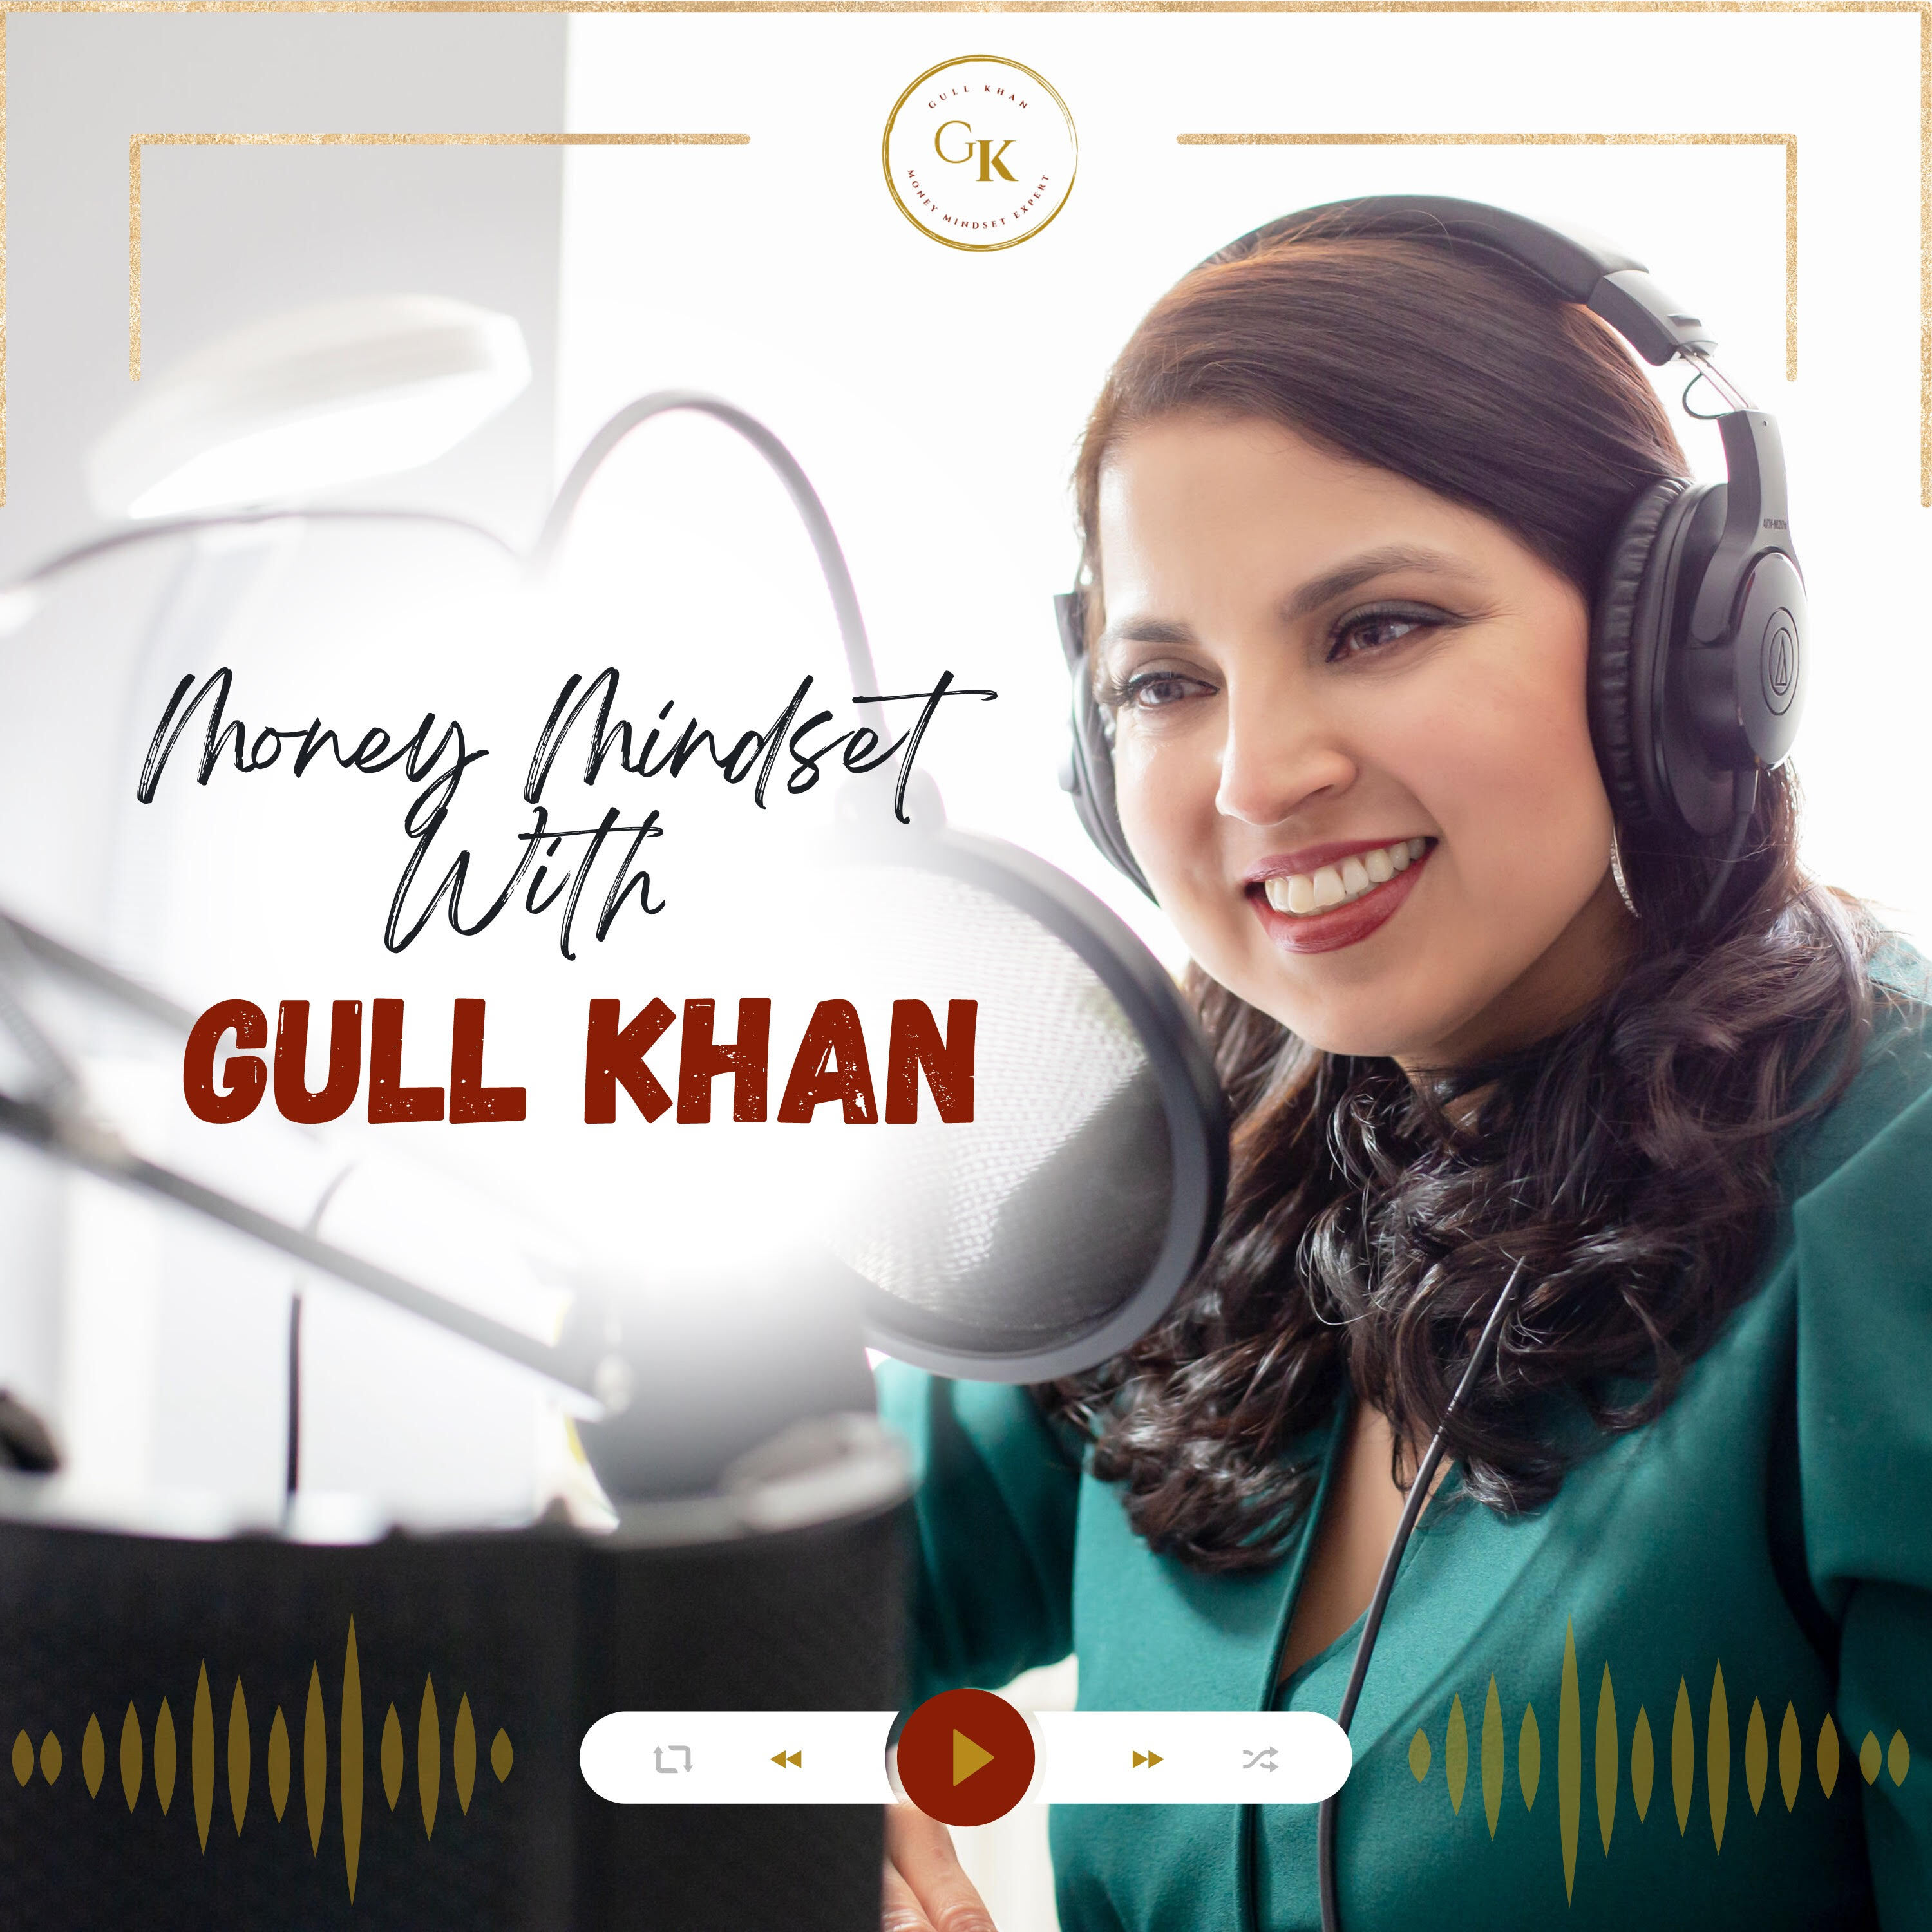 GULL KHAN
GK
MONEY MINDSET EXPERT
Money Mindset
With
GULL KHAN